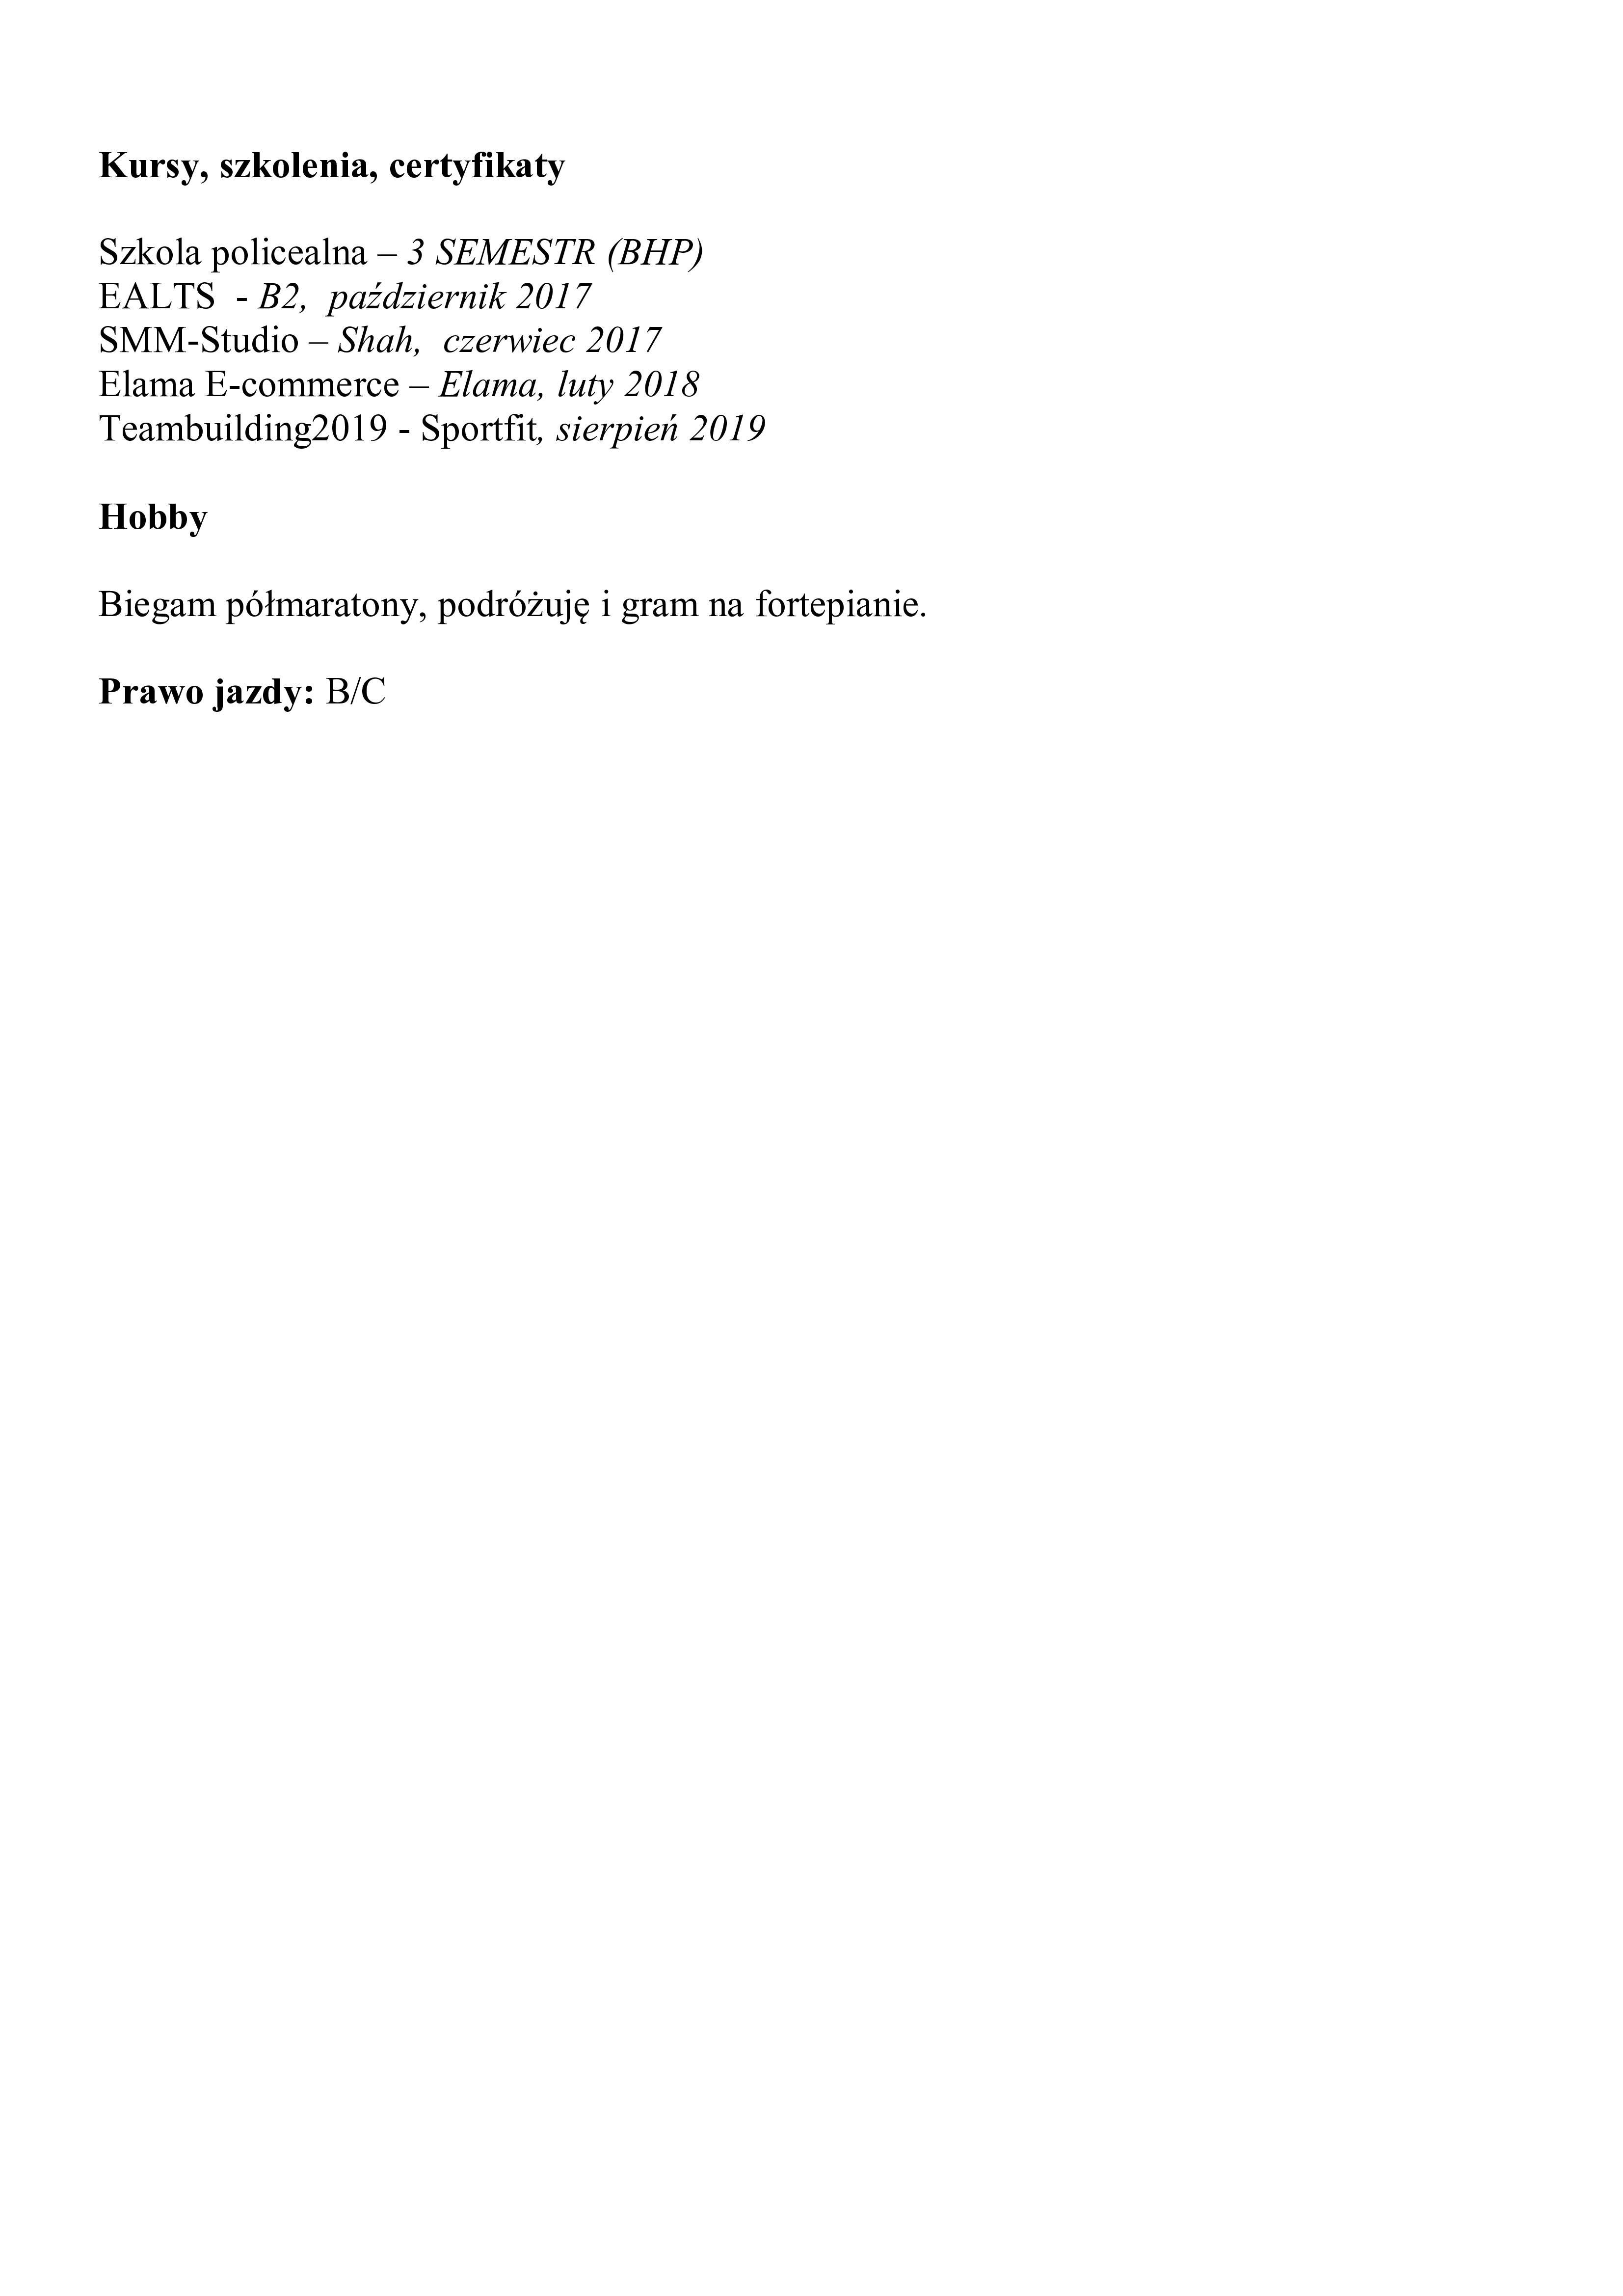 Kursy, szkolenia, certyfikaty
Szkola policealna – 3 SEMESTR (BHP)
EALTS - B2, październik 2017
SMM-Studio – Shah, czerwiec 2017
Elama E-commerce – Elama, luty 2018
Teambuilding2019 - Sportfit, sierpień 2019
Hobby
Biegam półmaratony, podróżuję i gram na fortepianie.
Prawo jazdy: B/C